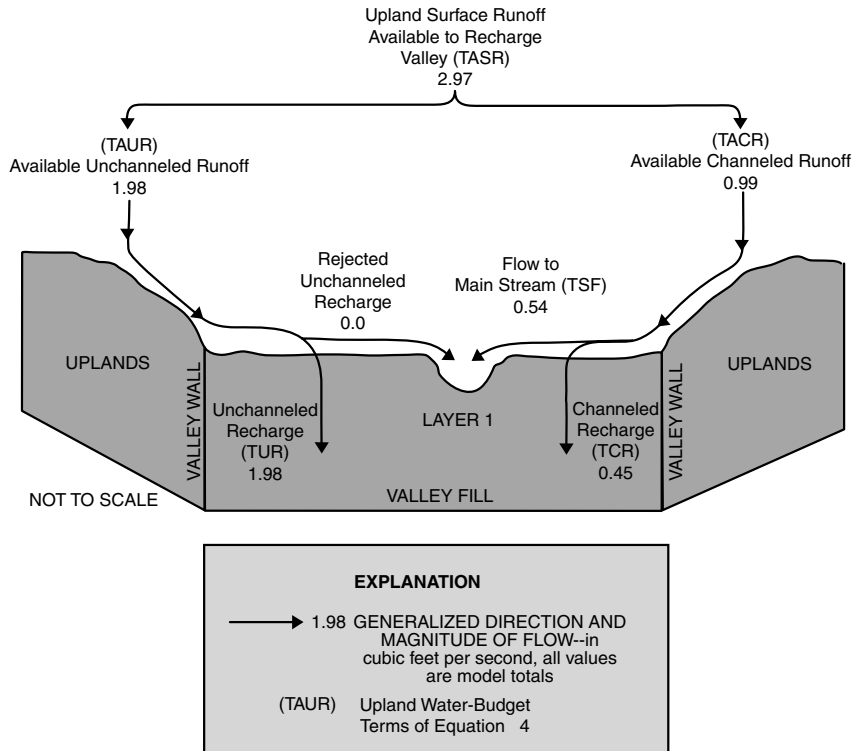 Upland Surface Runoff
Available to Recharge
Valley (TASR)
2.97
(TAUR)
Available Unchanneled Runoff
1.98
(TACR)
Available Channeled Runoff
0.99
Rejected
Unchanneled
Recharge
0.0
Flow to
Main Stream (TSF)
0.54
UPLANDS
VALLEY WALL
Unchanneled
Recharge
(TUR)
1.98
LAYER 1
Channeled
Recharge
(TCR)
0.45
VALLEY WALL
UPLANDS
NOT TO SCALE
VALLEY FILL
EXPLANATION
1.98 GENERALIZED DIRECTION AND
MAGNITUDE OF FLOW--in
cubic feet per second, all values
are model totals
(TAUR) Upland Water-Budget
Terms of Equation 4